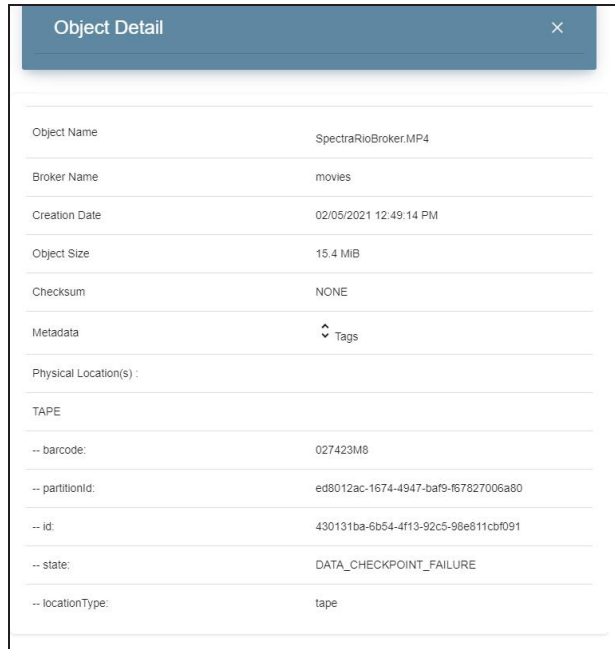 Object Detail ×
Object Name SpectraRioBroker.MP4
Broker Name movies
Creation Date 02/05/2021 12:49:14 PM
Object Size 15.4 MiB
Checksum NONE
Metadata Tags
Physical Location(s) :
TAPE
-- barcode: 027423M8
-- partitionId: ed8012ac-1674-4947-baf9-f67827006a80
-- id: 430131ba-6b54-4f13-92c5-98e811cbf091
-- state: DATA_CHECKPOINT_FAILURE
-- locationType: tape